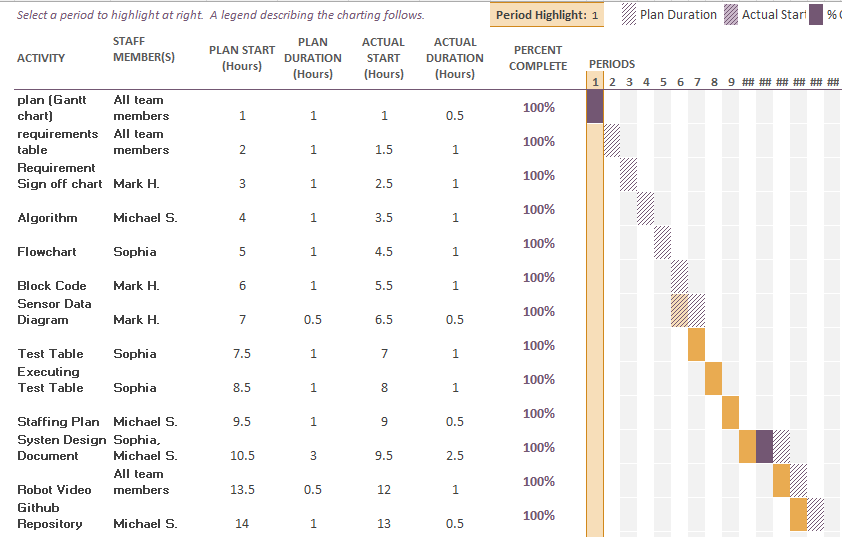 Select a period to highlight at right. A legend describing the charting follows.
Period Highlight: 1
Plan Duration
Actual Start
%
ACTIVITY
STAFF
MEMBER(S)
PLAN START
(Hours)
PLAN
DURATION
(Hours)
ACTUAL
START
(Hours)
ACTUAL
DURATION
(Hours)
PERCENT
COMPLETE
PERIODS
1 2 3 4 5 6 7 8 9 ## ## ## ## ## ##
plan (Gantt
chart) All team
members 1 1 1 0.5 100%
requirements
table All team
members 2 1 1.5 1 100%
Requirement
Sign off chart Mark H. 3 1 2.5 1 100%
Algorithm Michael S. 4 1 3.5 1 100%
Flowchart Sophia 5 1 4.5 1 100%
Block Code Mark H. 6 1 5.5 1 100%
Sensor Data
Diagram Mark H. 7 0.5 6.5 0.5 100%
Test Table Sophia 7.5 1 7 1 100%
Executing
Test Table Sophia 8.5 1 8 1 100%
Staffing Plan Michael S. 9.5 1 9 0.5 100%
Systen Design
Document Sophia,
Michael S. 10.5 3 9.5 2.5 100%
Robot Video All team
members 13.5 0.5 12 1 100%
Github
Repository Michael S. 14 1 13 0.5 100%